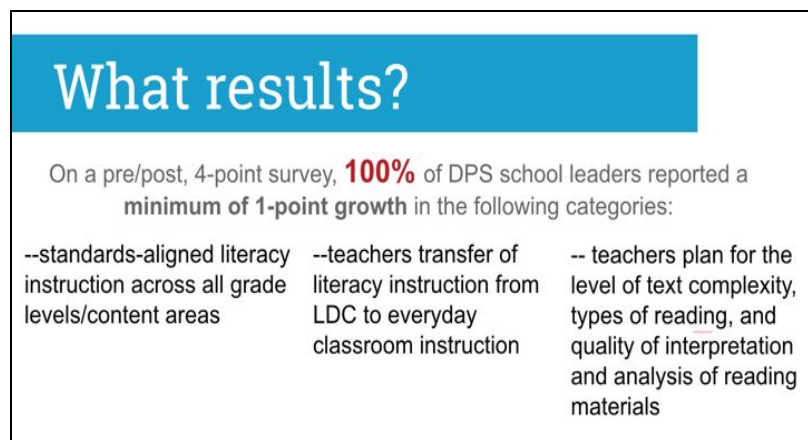 What results?
On a pre/post, 4-point survey, 100% of DPS school leaders reported a
minimum of 1-point growth in the following categories:
--standards-aligned literacy
instruction across all grade
levels/content areas
--teachers transfer of
literacy instruction from
LDC to everyday
classroom instruction
-- teachers plan for the
level of text complexity,
types of reading, and
quality of interpretation
and analysis of reading
materials